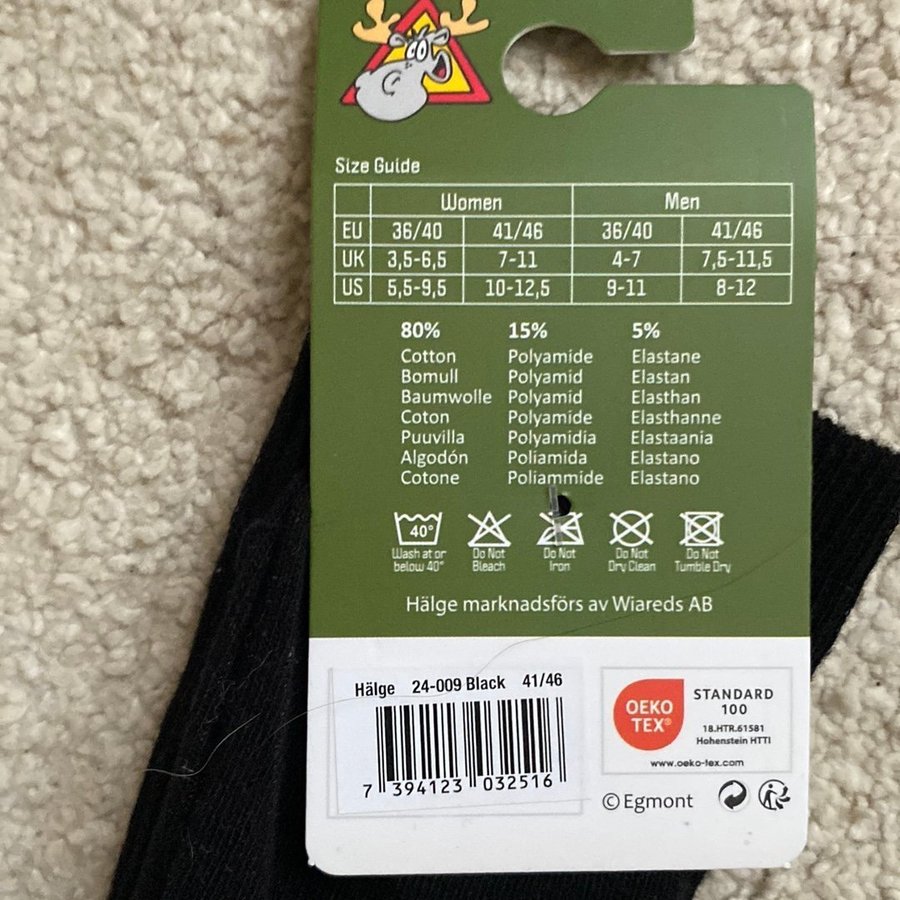 Size Guide
Women Men
EU 36/40 41/46 36/40 41/46
UK 3,5-6,5 7-11 4-7 7,5-11,5
US 5,5-9,5 10-12,5 9-11 8-12
80% 15% 5%
Cotton Polyamide Elastane
Bomull Polyamid Elastan
Baumwolle Polyamid Elasthan
Coton Polyamide Elasthanne
Puuvilla Polyamidia Elastaania
Algodón Poliamida Elastano
Cotone Poliammide Elastano
40°
Wash at or below 40°
Do Not Bleach
Do Not Iron
Do Not Dry Clean
Do Not Tumble Dry
Hälge marknadsförs av Wiareds AB
Hälge 24-009 Black 41/46
7 394123 032516
OEKO TEX®
STANDARD
100
18.HTR.61581
Hohenstein HTTI
www.oeko-tex.com
© Egmont